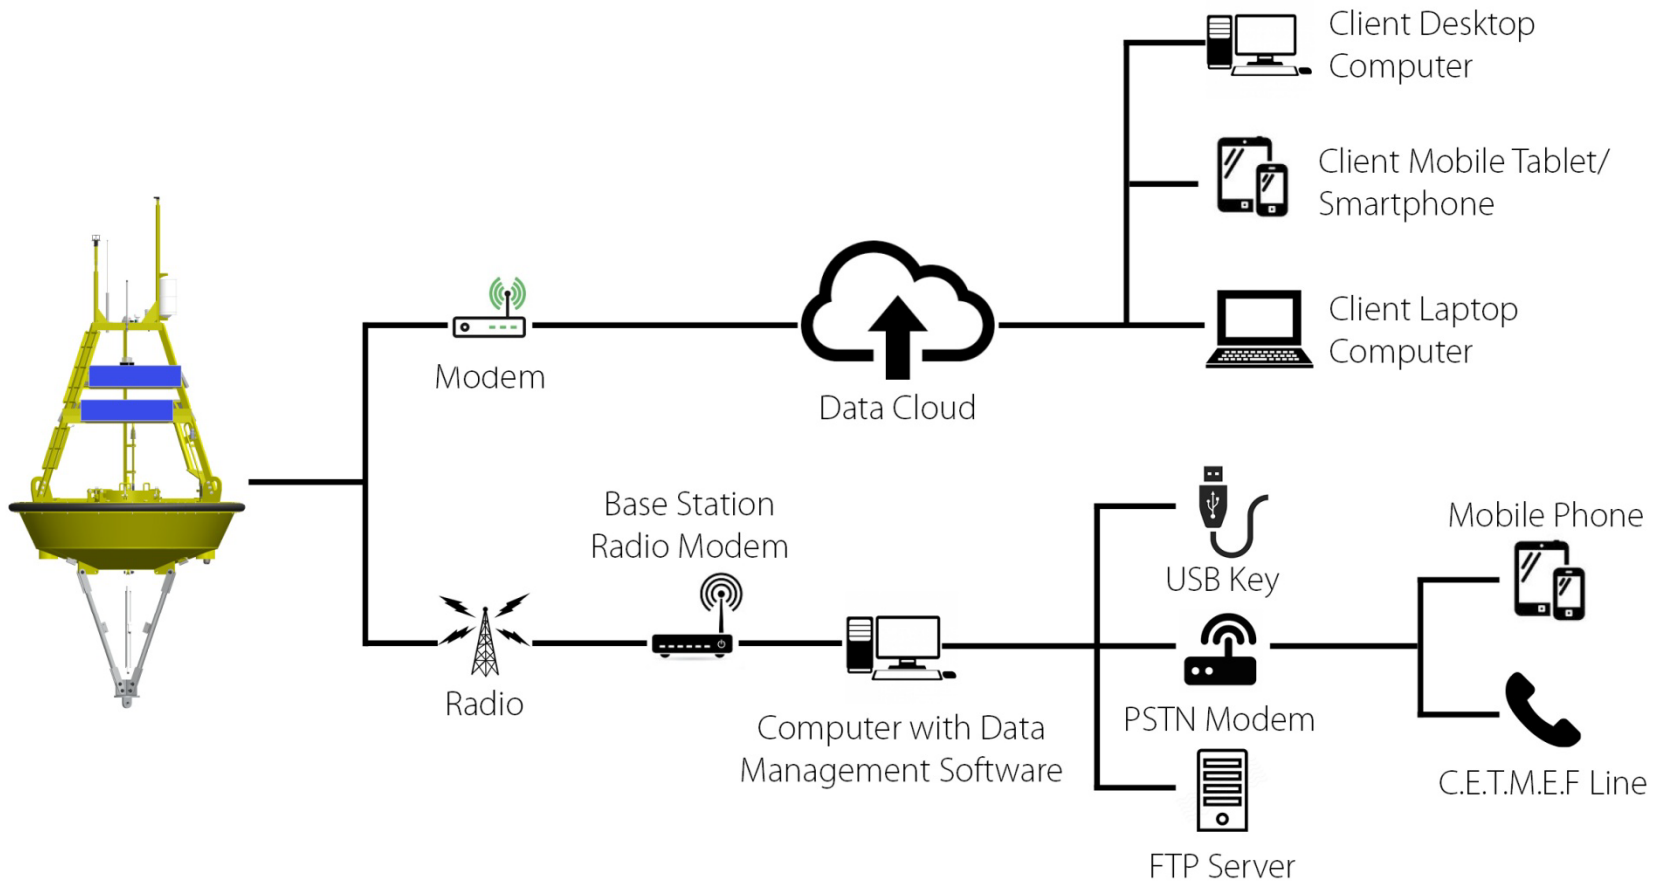 Client Desktop
Computer
Client Mobile Tablet/
Smartphone
Client Laptop
Computer
Modem
Data Cloud
Base Station
Radio Modem
Radio
Computer with Data
Management Software
USB Key
PSTN Modem
FTP Server
Mobile Phone
C.E.T.M.E.F Line